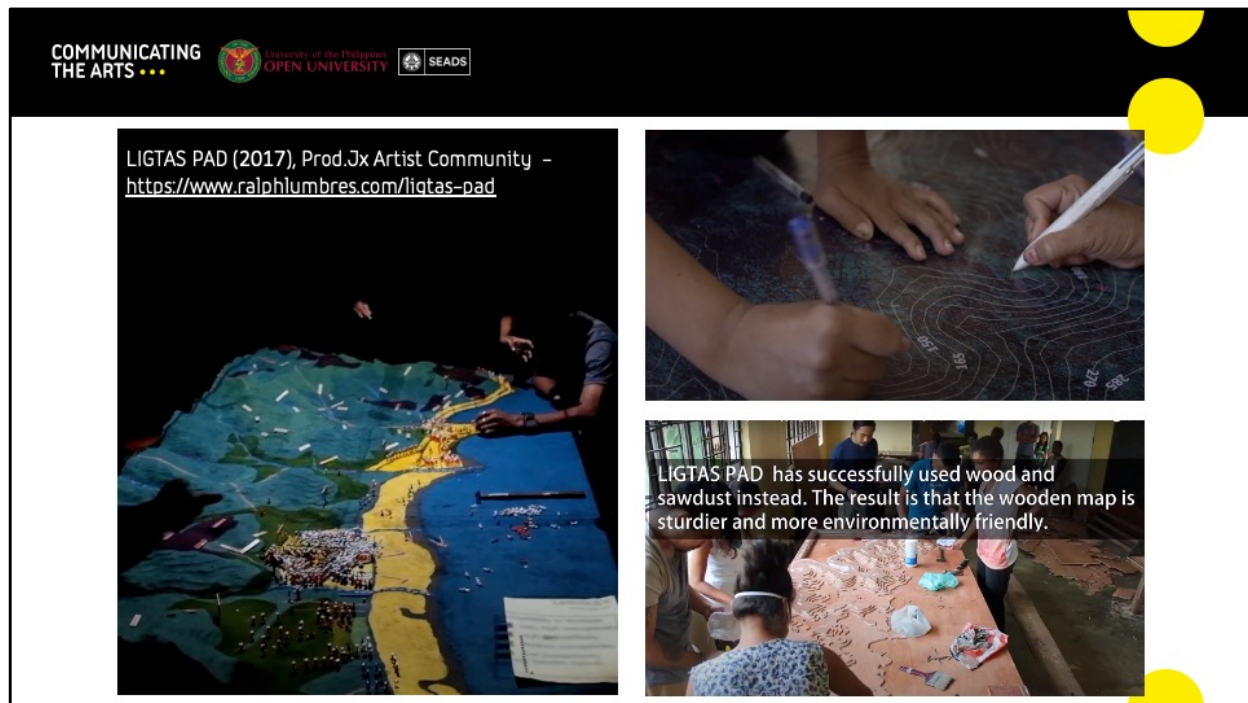 COMMUNICATING
THE ARTS
University of the Philippines
OPEN UNIVERSITY
SEADS
LIGTAS PAD (2017), Prod.Jx Artist Community –
https://www.ralphlumbres.com/ligtas-pad
150
165
270
285
LIGTAS PAD has successfully used wood and
sawdust instead. The result is that the wooden map is
sturdier and more environmentally friendly.